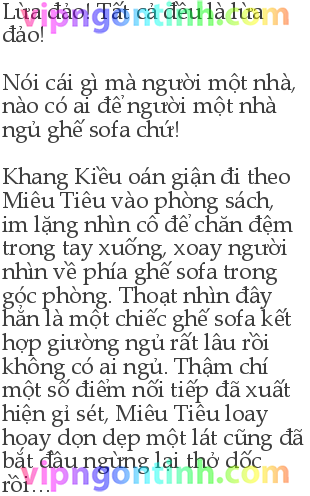 Lừa đảo! Tất cả đều là lừa
đảo!
Nói cái gì mà người một nhà,
nào có ai để người một nhà
ngủ ghế sofa chứ!
Khang Kiều oán giận đi theo
Miêu Tiêu vào phòng sách,
im lặng nhìn cô để chăn đệm
trong tay xuống, xoay người
nhìn về phía ghế sofa trong
góc phòng. Thoạt nhìn đây
hẳn là một chiếc ghế sofa kết
hợp giường ngủ rất lâu rồi
không có ai ngủ. Thậm chí
một số điểm nối tiếp đã xuất
hiện gỉ sét, Miêu Tiêu loay
hoay dọn dẹp một lát cũng đã
bắt đầu ngừng lại thở dốc
rồi...
vipngontinh.com
vipngontinh.com